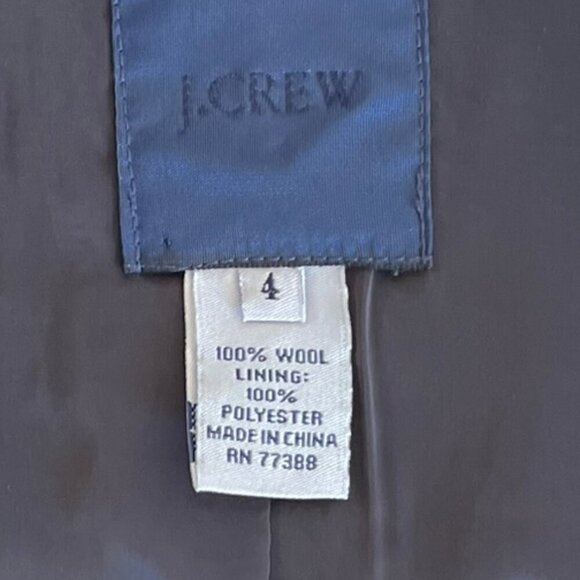 J.CREW
4
100% WOOL
LINING:
100%
POLYESTER
MADE IN CHINA
RN 77388